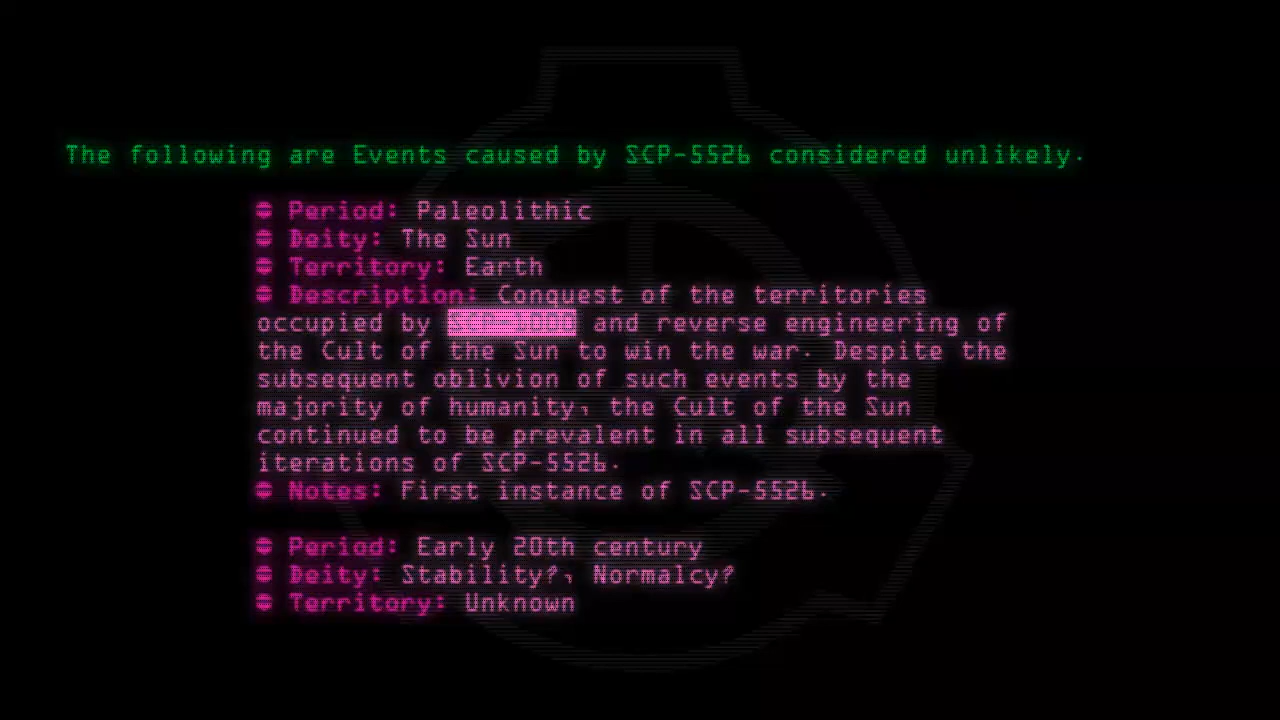 The following are Events caused by SCP-5526 considered unlikely.
● Period: Paleolithic
● Deity: The Sun
● Territory: Earth
● Description: Conquest of the territories
occupied by and reverse engineering of
the Cult of the Sun to win the war. Despite the
subsequent oblivion of such events by the
majority of humanity, the Cult of the Sun
continued to be prevalent in all subsequent
iterations of SCP-5526.
● Notes: First instance of SCP-5526.
● Period: Early 20th century
● Deity: Stability?, Normalcy?
● Territory: Unknown